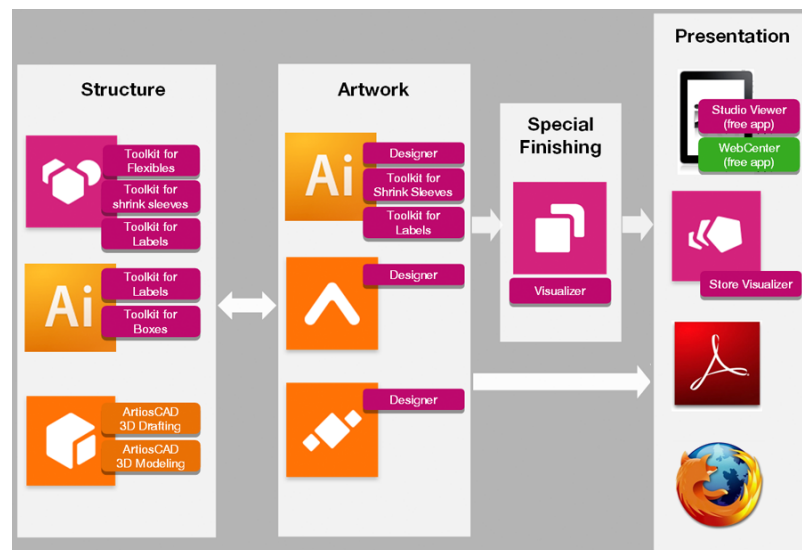 Structure
Toolkit for
Flexibles
Toolkit for
shrink sleeves
Toolkit for
Labels
Ai
Toolkit for
Labels
Toolkit for
Boxes
ArtiosCAD
3D Drafting
ArtiosCAD
3D Modeling
Artwork
Ai
Designer
Toolkit for
Shrink Sleeves
Toolkit for
Labels
Designer
Designer
Special
Finishing
Visualizer
Presentation
Studio Viewer
(free app)
WebCenter
(free app)
Store Visualizer